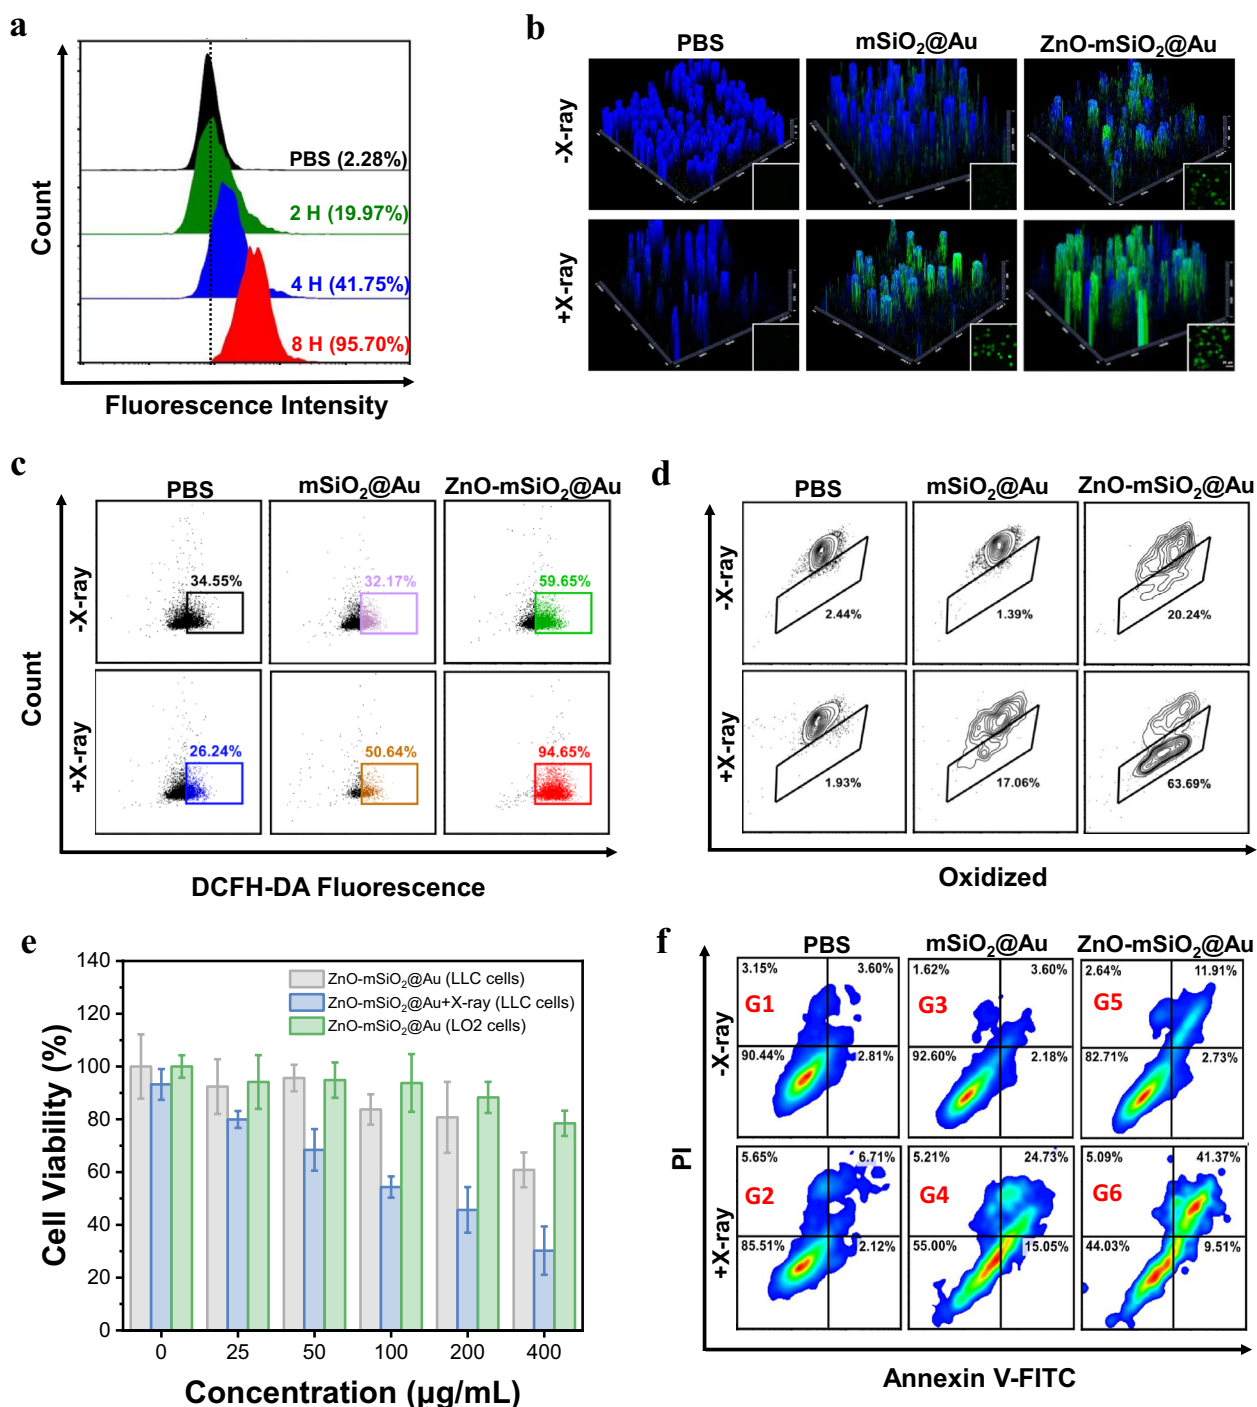 a
Count
PBS (2.28%)
2 H (19.97%)
4 H (41.75%)
8 H (95.70%)
Fluorescence Intensity
b
PBS
mSiO₂@Au
ZnO-mSiO₂@Au
-X-ray
+X-ray
c
PBS
mSiO₂@Au
ZnO-mSiO₂@Au
-X-ray
34.55%
32.17%
59.65%
Count
+X-ray
26.24%
50.64%
94.65%
DCFH-DA Fluorescence
d
PBS
mSiO₂@Au
ZnO-mSiO₂@Au
-X-ray
2.44%
1.39%
20.24%
+X-ray
1.93%
17.06%
63.69%
Oxidized
e
Cell Viability (%)
140
120
100
80
60
40
20
0
ZnO-mSiO₂@Au (LLC cells)
ZnO-mSiO₂@Au+X-ray (LLC cells)
ZnO-mSiO₂@Au (LO2 cells)
0 25 50 100 200 400
Concentration (μg/mL)
f
PBS
mSiO₂@Au
ZnO-mSiO₂@Au
-X-ray
3.15% 3.60%
G1
90.44% 2.81%
1.62% 3.60%
G3
92.60% 2.18%
2.64% 11.91%
G5
82.71% 2.73%
PI
+X-ray
5.65% 6.71%
G2
85.51% 2.12%
5.21% 24.73%
G4
55.00% 15.05%
5.09% 41.37%
G6
44.03% 9.51%
Annexin V-FITC